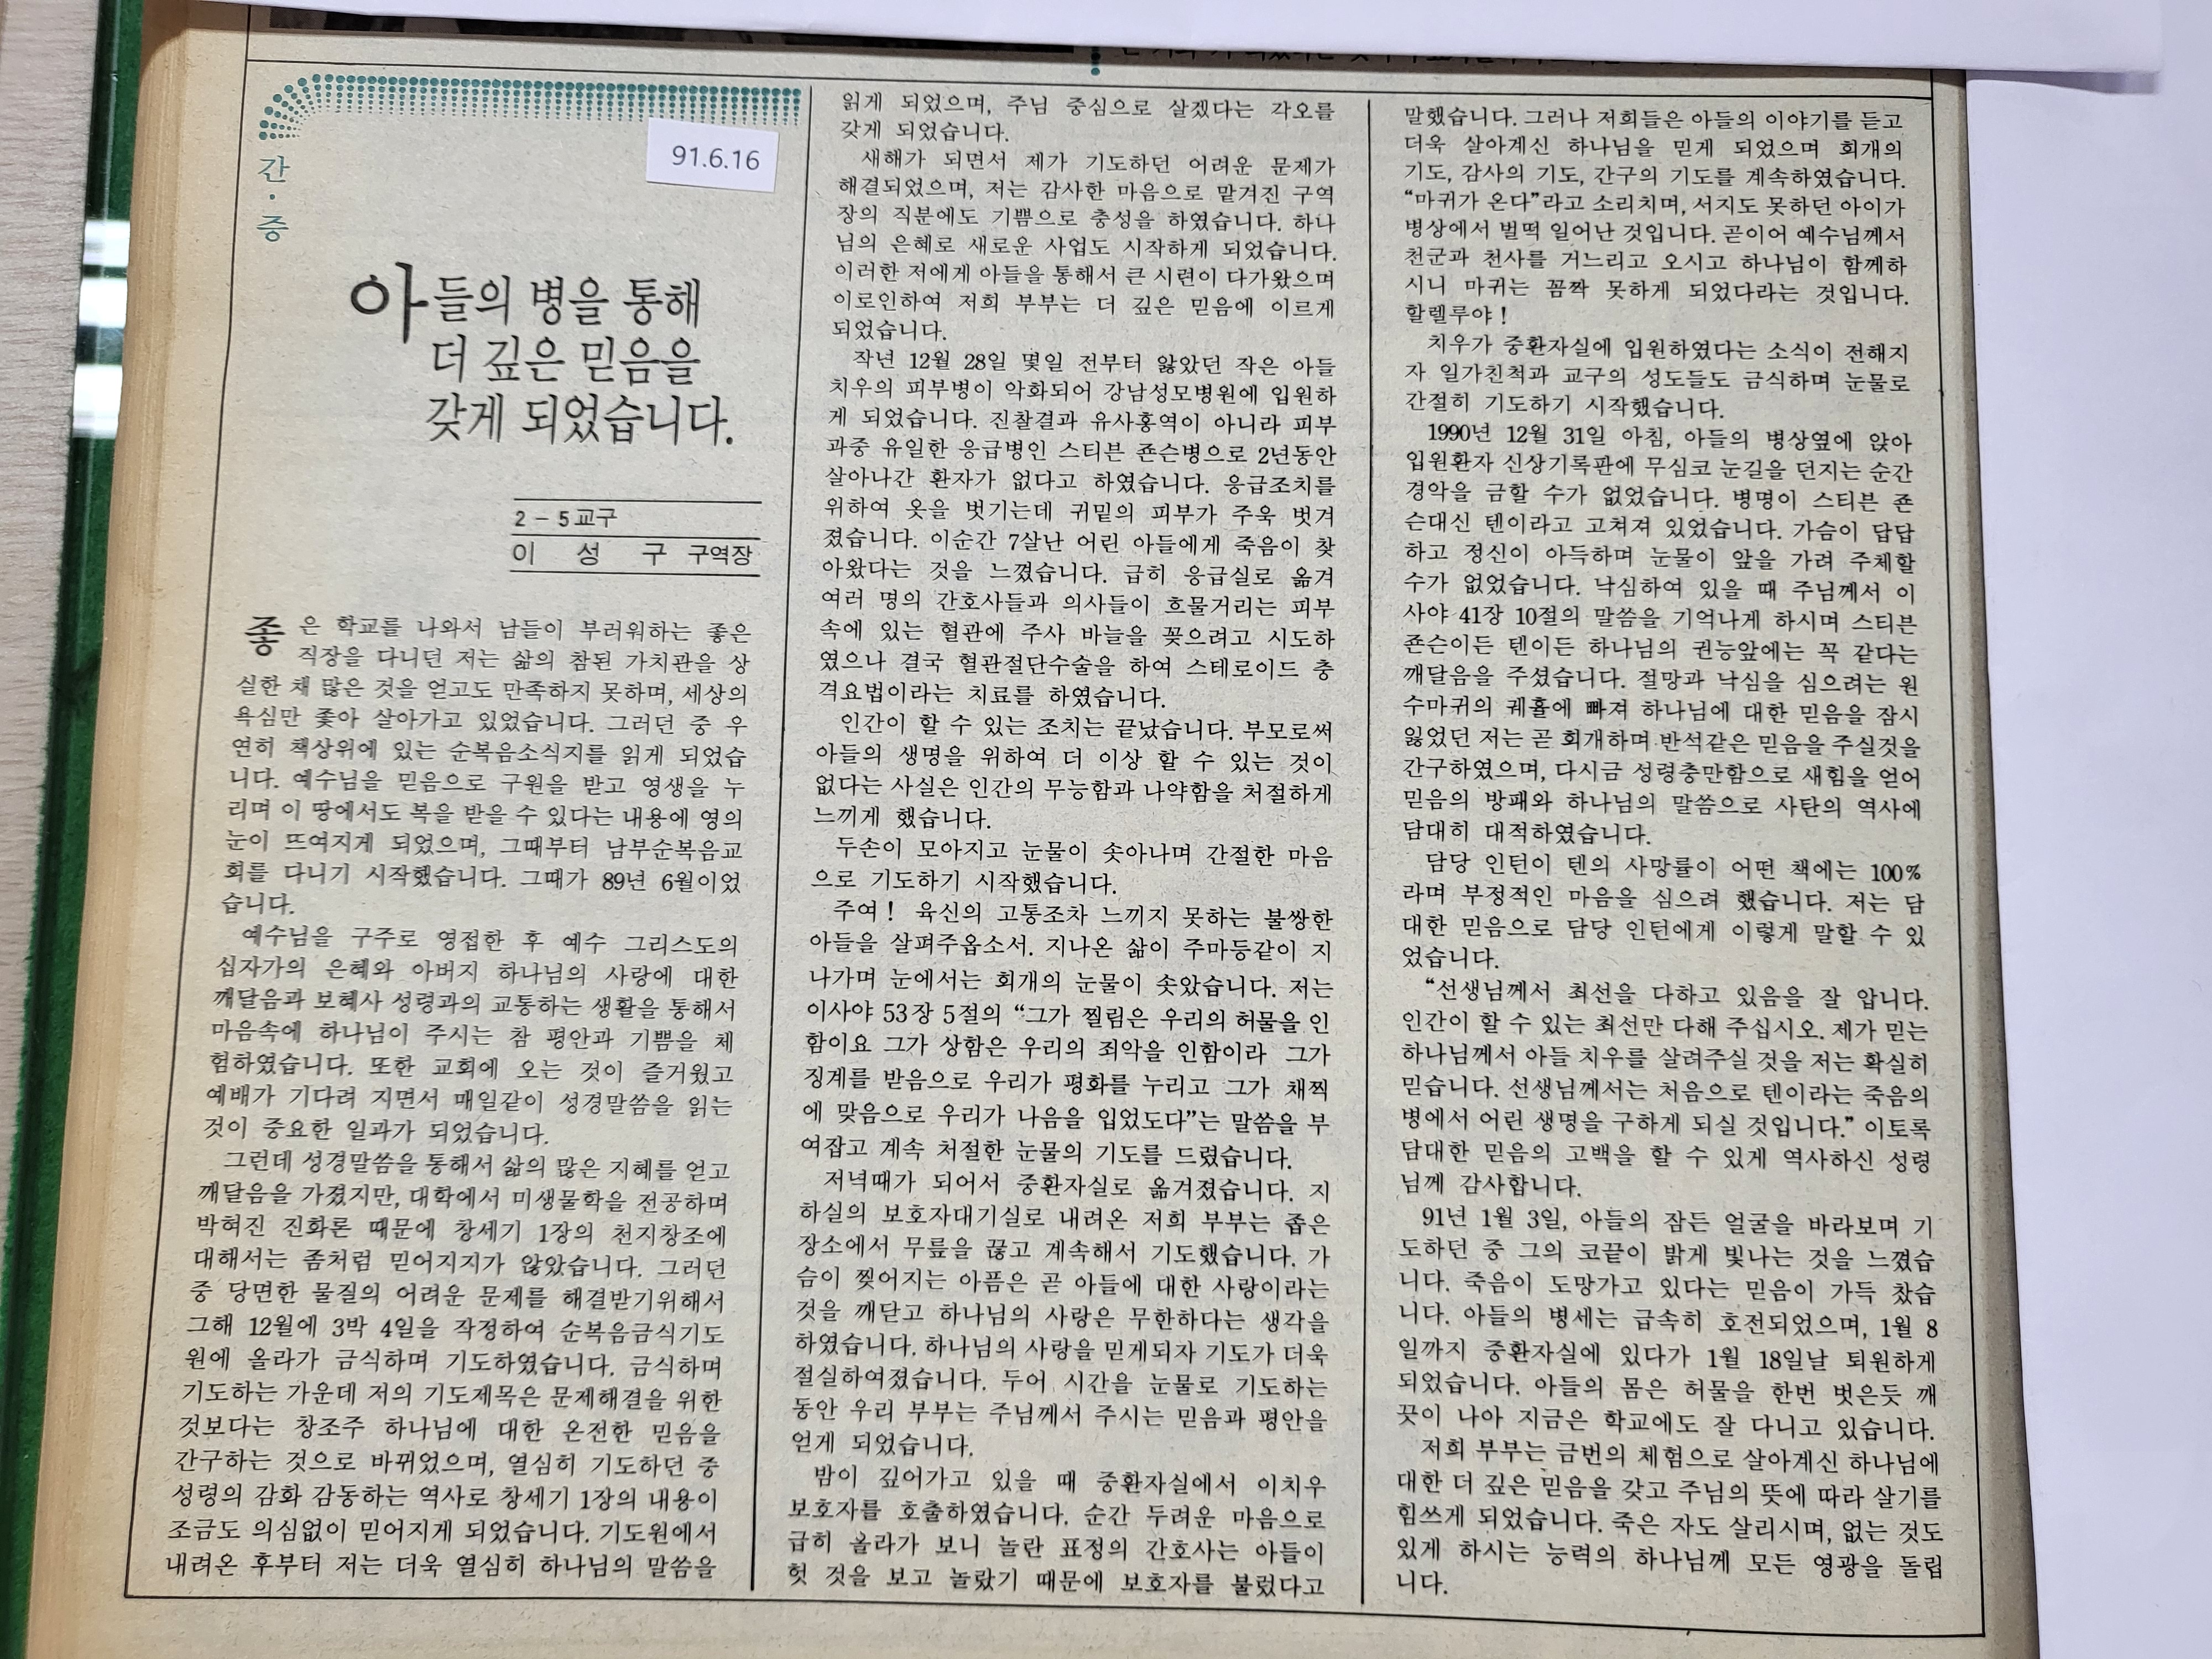 간·증
91.6.16
아들의 병을 통해
더 깊은 믿음을
갖게 되었습니다.
2－5교구
이 성 구 구역장
좋은 학교를 나와서 남들이 부러워하는 좋은
직장을 다니던 저는 삶의 참된 가치관을 상
실한 채 많은 것을 얻고도 만족하지 못하며, 세상의
욕심만 좇아 살아가고 있었습니다. 그러던 중 우
연히 책상위에 있는 순복음소식지를 읽게 되었습
니다. 예수님을 믿음으로 구원을 받고 영생을 누
리며 이 땅에서도 복을 받을 수 있다는 내용에 영의
눈이 뜨여지게 되었으며, 그때부터 남부순복음교
회를 다니기 시작했습니다. 그때가 89년 6월이었
습니다.
예수님을 구주로 영접한 후 예수 그리스도의
십자가의 은혜와 아버지 하나님의 사랑에 대한
깨달음과 보혜사 성령과의 교통하는 생활을 통해서
마음속에 하나님이 주시는 참 평안과 기쁨을 체
험하였습니다. 또한 교회에 오는 것이 즐거웠고
예배가 기다려 지면서 매일같이 성경말씀을 읽는
것이 중요한 일과가 되었습니다.
그런데 성경말씀을 통해서 삶의 많은 지혜를 얻고
깨달음을 가졌지만, 대학에서 미생물학을 전공하며
박혀진 진화론 때문에 창세기 1장의 천지창조에
대해서는 좀처럼 믿어지지가 않았습니다. 그러던
중 당면한 물질의 어려운 문제를 해결받기위해서
그해 12월에 3박 4일을 작정하여 순복음금식기도
원에 올라가 금식하며 기도하였습니다. 금식하며
기도하는 가운데 저의 기도제목은 문제해결을 위한
것보다는 창조주 하나님에 대한 온전한 믿음을
간구하는 것으로 바뀌었으며, 열심히 기도하던 중
성령의 감화 감동하는 역사로 창세기 1장의 내용이
조금도 의심없이 믿어지게 되었습니다. 기도원에서
내려온 후부터 저는 더욱 열심히 하나님의 말씀을
읽게 되었으며, 주님 중심으로 살겠다는 각오를
갖게 되었습니다.
새해가 되면서 제가 기도하던 어려운 문제가
해결되었으며, 저는 감사한 마음으로 맡겨진 구역
장의 직분에도 기쁨으로 충성을 하였습니다. 하나
님의 은혜로 새로운 사업도 시작하게 되었습니다.
이러한 저에게 아들을 통해서 큰 시련이 다가왔으며
이로인하여 저희 부부는 더 깊은 믿음에 이르게
되었습니다.
작년 12월 28일 몇일 전부터 앓았던 작은 아들
치우의 피부병이 악화되어 강남성모병원에 입원하
게 되었습니다. 진찰결과 유사홍역이 아니라 피부
과중 유일한 응급병인 스티븐 죤슨병으로 2년동안
살아나간 환자가 없다고 하였습니다. 응급조치를
위하여 옷을 벗기는데 귀밑의 피부가 주욱 벗겨
졌습니다. 이순간 7살난 어린 아들에게 죽음이 찾
아왔다는 것을 느꼈습니다. 급히 응급실로 옮겨
여러 명의 간호사들과 의사들이 흐물거리는 피부
속에 있는 혈관에 주사 바늘을 꽂으려고 시도하
였으나 결국 혈관절단수술을 하여 스테로이드 충
격요법이라는 치료를 하였습니다.
인간이 할 수 있는 조치는 끝났습니다. 부모로써
아들의 생명을 위하여 더 이상 할 수 있는 것이
없다는 사실은 인간의 무능함과 나약함을 처절하게
느끼게 했습니다.
두손이 모아지고 눈물이 솟아나며 간절한 마음
으로 기도하기 시작했습니다.
주여! 육신의 고통조차 느끼지 못하는 불쌍한
아들을 살펴주옵소서. 지나온 삶이 주마등같이 지
나가며 눈에서는 회개의 눈물이 솟았습니다. 저는
이사야 53장 5절의 “그가 찔림은 우리의 허물을 인
함이요 그가 상함은 우리의 죄악을 인함이라 그가
징계를 받음으로 우리가 평화를 누리고 그가 채찍
에 맞음으로 우리가 나음을 입었도다”는 말씀을 부
여잡고 계속 처절한 눈물의 기도를 드렸습니다.
저녁때가 되어서 중환자실로 옮겨졌습니다. 지
하실의 보호자대기실로 내려온 저희 부부는 좁은
장소에서 무릎을 끊고 계속해서 기도했습니다. 가
슴이 찢어지는 아픔은 곧 아들에 대한 사랑이라는
것을 깨닫고 하나님의 사랑은 무한하다는 생각을
하였습니다. 하나님의 사랑을 믿게되자 기도가 더욱
절실하여졌습니다. 두어 시간을 눈물로 기도하는
동안 우리 부부는 주님께서 주시는 믿음과 평안을
얻게 되었습니다.
밤이 깊어가고 있을 때 중환자실에서 이치우
보호자를 호출하였습니다. 순간 두려운 마음으로
급히 올라가 보니 놀란 표정의 간호사는 아들이
헛 것을 보고 놀랐기 때문에 보호자를 불렀다고
말했습니다. 그러나 저희들은 아들의 이야기를 듣고
더욱 살아계신 하나님을 믿게 되었으며 회개의
기도, 감사의 기도, 간구의 기도를 계속하였습니다.
“마귀가 온다”라고 소리치며, 서지도 못하던 아이가
병상에서 벌떡 일어난 것입니다. 곧이어 예수님께서
천군과 천사를 거느리고 오시고 하나님이 함께하
시니 마귀는 꼼짝 못하게 되었다라는 것입니다.
할렐루야!
치우가 중환자실에 입원하였다는 소식이 전해지
자 일가친척과 교구의 성도들도 금식하며 눈물로
간절히 기도하기 시작했습니다.
1990년 12월 31일 아침, 아들의 병상옆에 앉아
입원환자 신상기록판에 무심코 눈길을 던지는 순간
경악을 금할 수가 없었습니다. 병명이 스티븐 죤
슨대신 텐이라고 고쳐져 있었습니다. 가슴이 답답
하고 정신이 아득하며 눈물이 앞을 가려 주체할
수가 없었습니다. 낙심하여 있을 때 주님께서 이
사야 41장 10절의 말씀을 기억나게 하시며 스티븐
죤슨이든 텐이든 하나님의 권능앞에는 꼭 같다는
깨달음을 주셨습니다. 절망과 낙심을 심으려는 원
수마귀의 궤휼에 빠져 하나님에 대한 믿음을 잠시
잃었던 저는 곧 회개하며 반석같은 믿음을 주실것을
간구하였으며, 다시금 성령충만함으로 새힘을 얻어
믿음의 방패와 하나님의 말씀으로 사탄의 역사에
담대히 대적하였습니다.
담당 인턴이 텐의 사망률이 어떤 책에는 100%
라며 부정적인 마음을 심으려 했습니다. 저는 담
대한 믿음으로 담당 인턴에게 이렇게 말할 수 있
었습니다.
“선생님께서 최선을 다하고 있음을 잘 압니다.
인간이 할 수 있는 최선만 다해 주십시오. 제가 믿는
하나님께서 아들 치우를 살려주실 것을 저는 확실히
믿습니다. 선생님께서는 처음으로 텐이라는 죽음의
병에서 어린 생명을 구하게 되실 것입니다.” 이토록
담대한 믿음의 고백을 할 수 있게 역사하신 성령
님께 감사합니다.
91년 1월 3일, 아들의 잠든 얼굴을 바라보며 기
도하던 중 그의 코끝이 밝게 빛나는 것을 느꼈습
니다. 죽음이 도망가고 있다는 믿음이 가득 찼습
니다. 아들의 병세는 급속히 호전되었으며, 1월 8
일까지 중환자실에 있다가 1월 18일날 퇴원하게
되었습니다. 아들의 몸은 허물을 한번 벗은듯 깨
끗이 나아 지금은 학교에도 잘 다니고 있습니다.
저희 부부는 금번의 체험으로 살아계신 하나님에
대한 더 깊은 믿음을 갖고 주님의 뜻에 따라 살기를
힘쓰게 되었습니다. 죽은 자도 살리시며, 없는 것도
있게 하시는 능력의 하나님께 모든 영광을 돌립
니다.